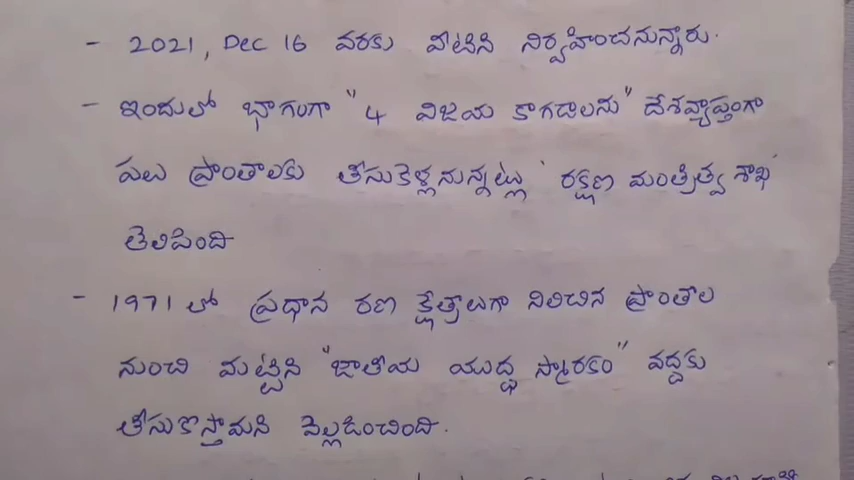 - 2021, Dec 16 వరకు వీటిని నిర్వహించనున్నారు.
- ఇందులో భాగంగా "4 విజయ కాగడాలను" దేశవ్యాప్తంగా
పలు ప్రాంతాలకు తీసుకెళ్లనున్నట్లు 'రక్షణ మంత్రిత్వ శాఖ'
తెలిపింది
- 1971 లో ప్రధాన రణ క్షేత్రాలుగా నిలిచిన ప్రాంతాల
నుంచి మట్టిని "జాతీయ యుద్ధ స్మారకం" వద్దకు
తీసుకొస్తామని వెల్లడించింది.